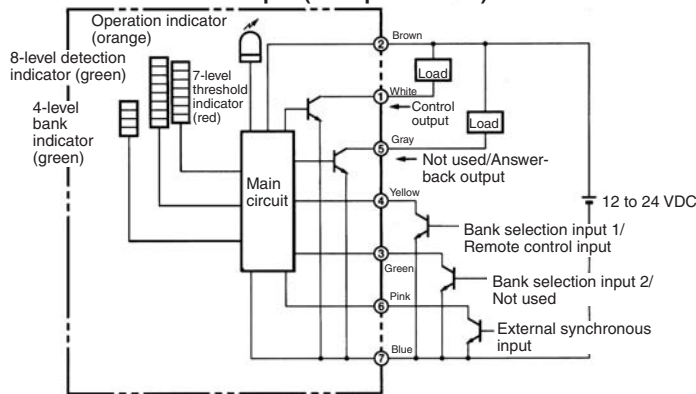 Operation indicator
(orange)
8-level detection
indicator (green)
7-level
threshold
indicator
(red)
4-level
bank
indicator
(green)
Main
circuit
2
Brown
Load
1
White
Control
output
Load
5
Gray
Not used/Answer-
back output
4
Yellow
12 to 24 VDC
Bank selection input 1/
Remote control input
3
Green
Bank selection input 2/
Not used
6
Pink
External synchronous
input
7
Blue